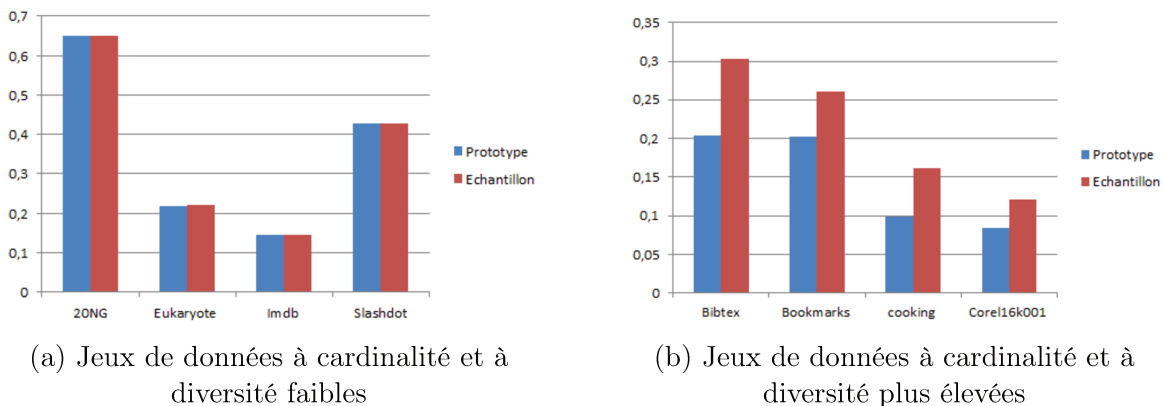 0,7
0,6
0,5
0,4
0,3
0,2
0,1
0
20NG Eukaryote Imdb Slashdot
Prototype
Echantillon
(a) Jeux de données à cardinalité et à
diversité faibles
0,35
0,3
0,25
0,2
0,15
0,1
0,05
0
Bibtex Bookmarks cooking Corel16k001
Prototype
Echantillon
(b) Jeux de données à cardinalité et à
diversité plus élevées